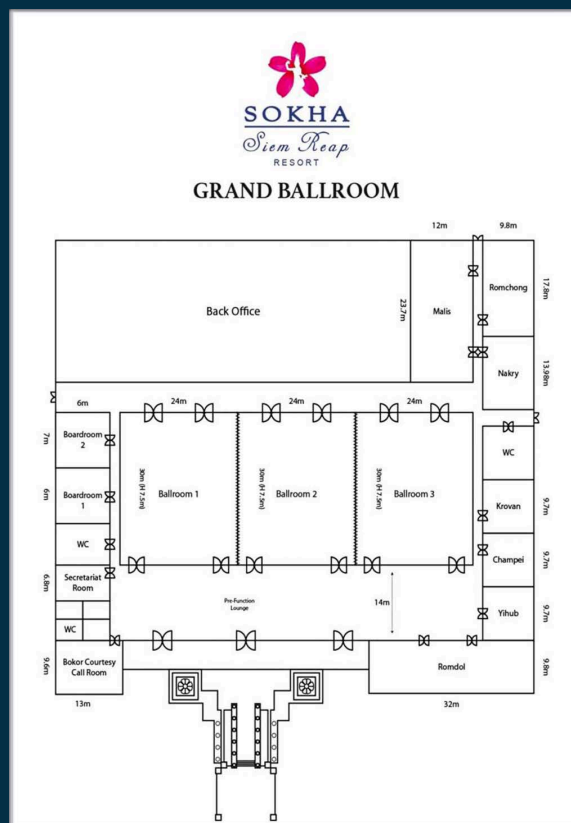 SOKHA
Siem Reap
RESORT
GRAND BALLROOM
12m
9.8m
Back Office
23.7m
Malis
Romchong
17.8m
Nakry
13.98m
6m
24m
24m
24m
7m
Boardroom
2
WC
6m
Boardroom
1
30m (H 7.5m)
Ballroom 1
30m (H 7.5m)
Ballroom 2
30m (H 7.5m)
Ballroom 3
Krovan
9.7m
WC
Champei
9.7m
6.8m
Secretariat
Room
Pre-Function
Lounge
14m
Yihub
9.7m
WC
9.6m
Bokor Courtesy
Call Room
Romdol
9.8m
13m
32m